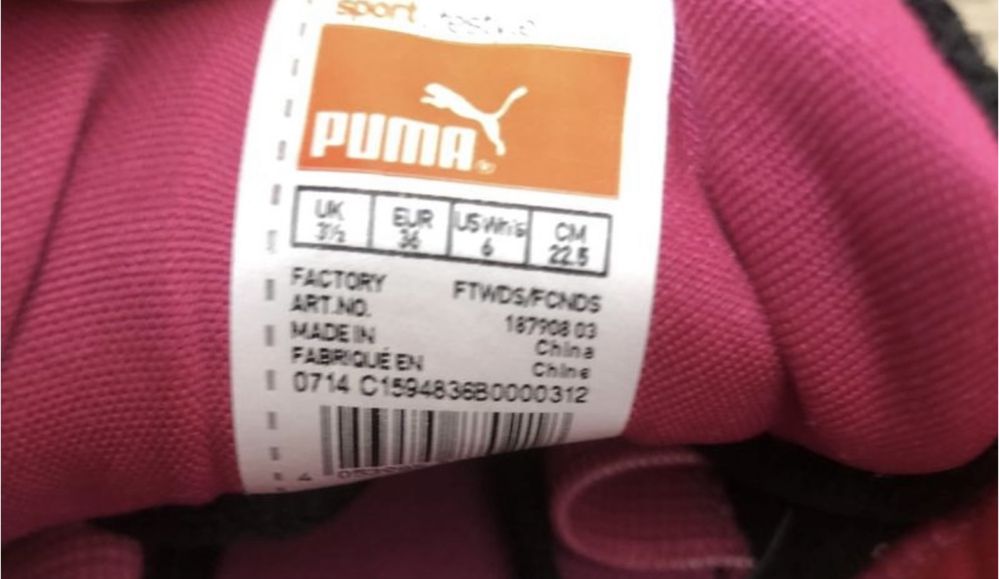 sport
PUMA
UK EUR US Wn's CM
3½ 36 6 22.5
FACTORY FTWDS/FCNDS
ART.NO. 187908 03
MADE IN China
FABRIQUÉ EN Chine
0714 C1594836B0000312
4